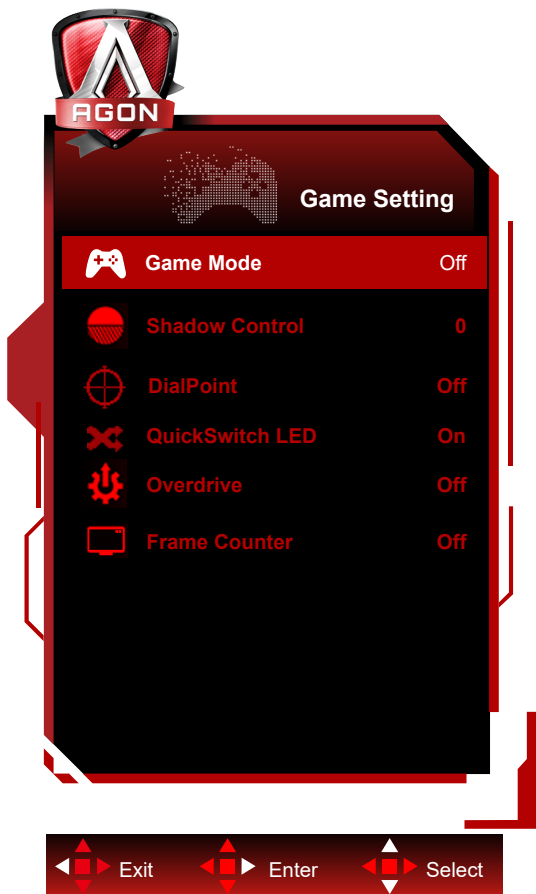 AGON
Game Setting
Game Mode Off
Shadow Control 0
DialPoint Off
QuickSwitch LED On
Overdrive Off
Frame Counter Off
Exit Enter Select